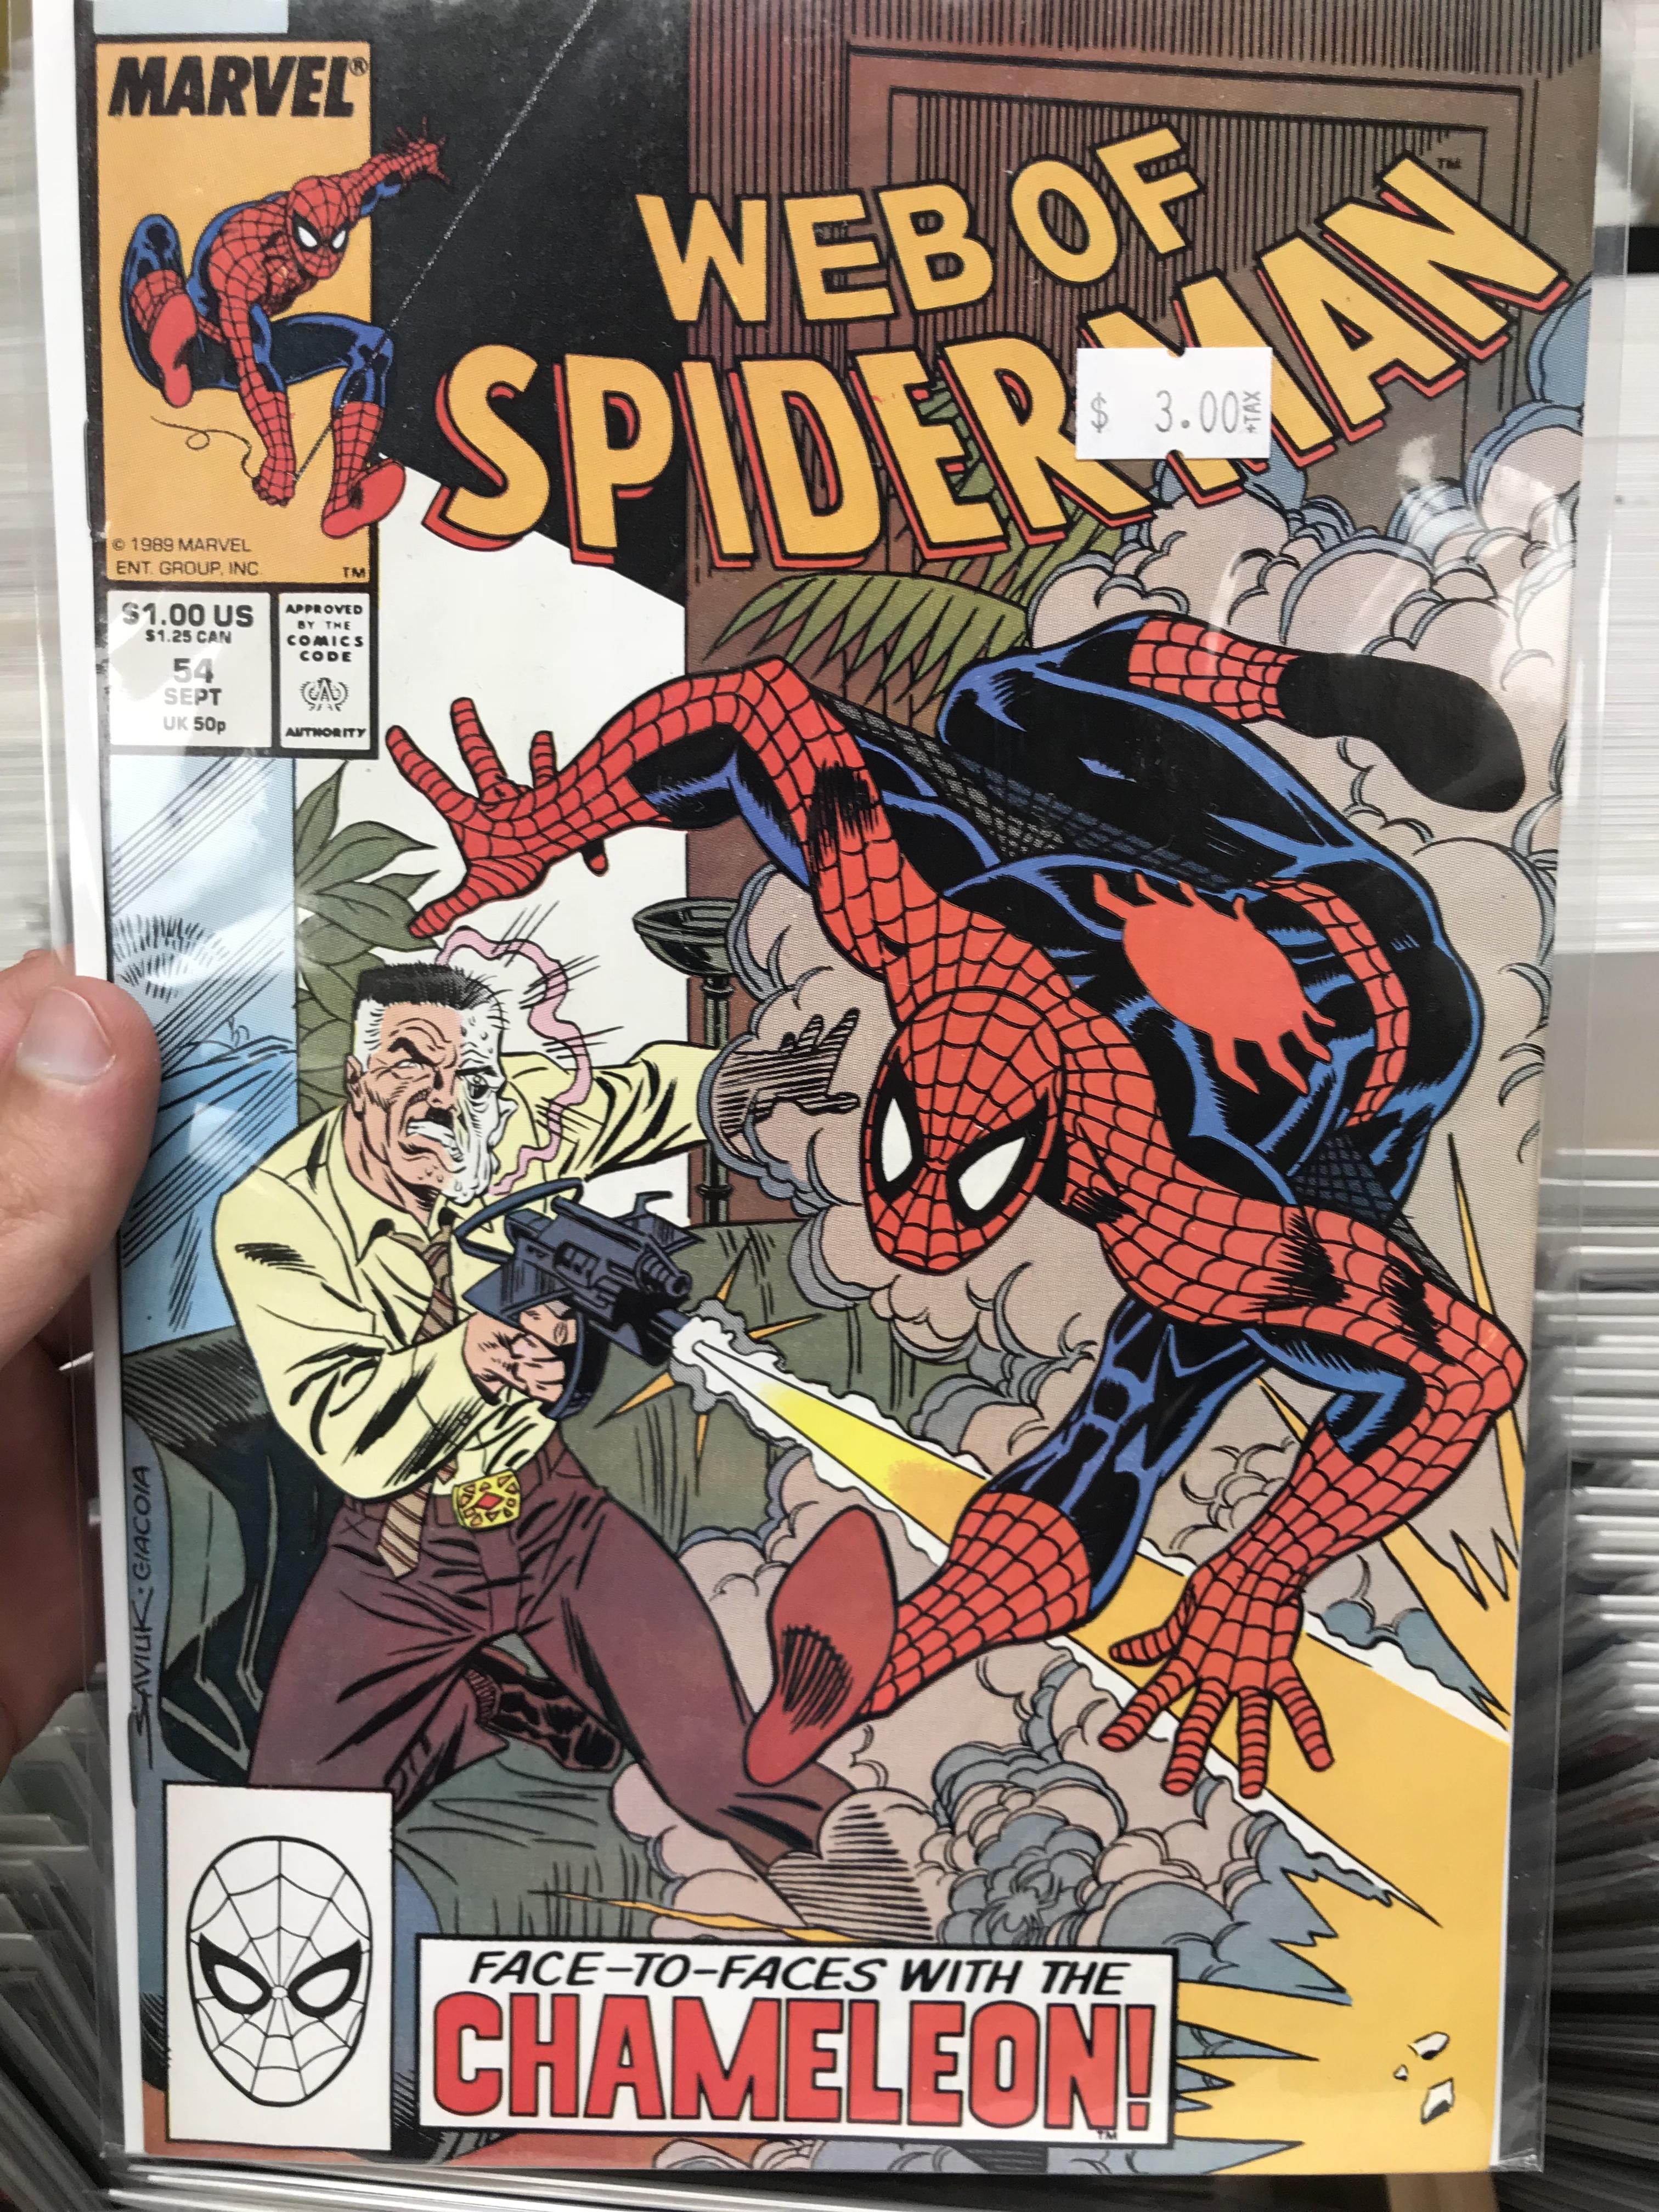 MARVEL®
WEB OF
SPIDER-MAN
TM
$ 3.00 +TAX
© 1989 MARVEL
ENT. GROUP, INC.
TM
$1.00 US
$1.25 CAN
54
SEPT
UK 50p
APPROVED
BY THE
COMICS
CODE
CAC
AUTHORITY
SAVIUK : GIACOIA
FACE-TO-FACES WITH THE
CHAMELEON!
TM